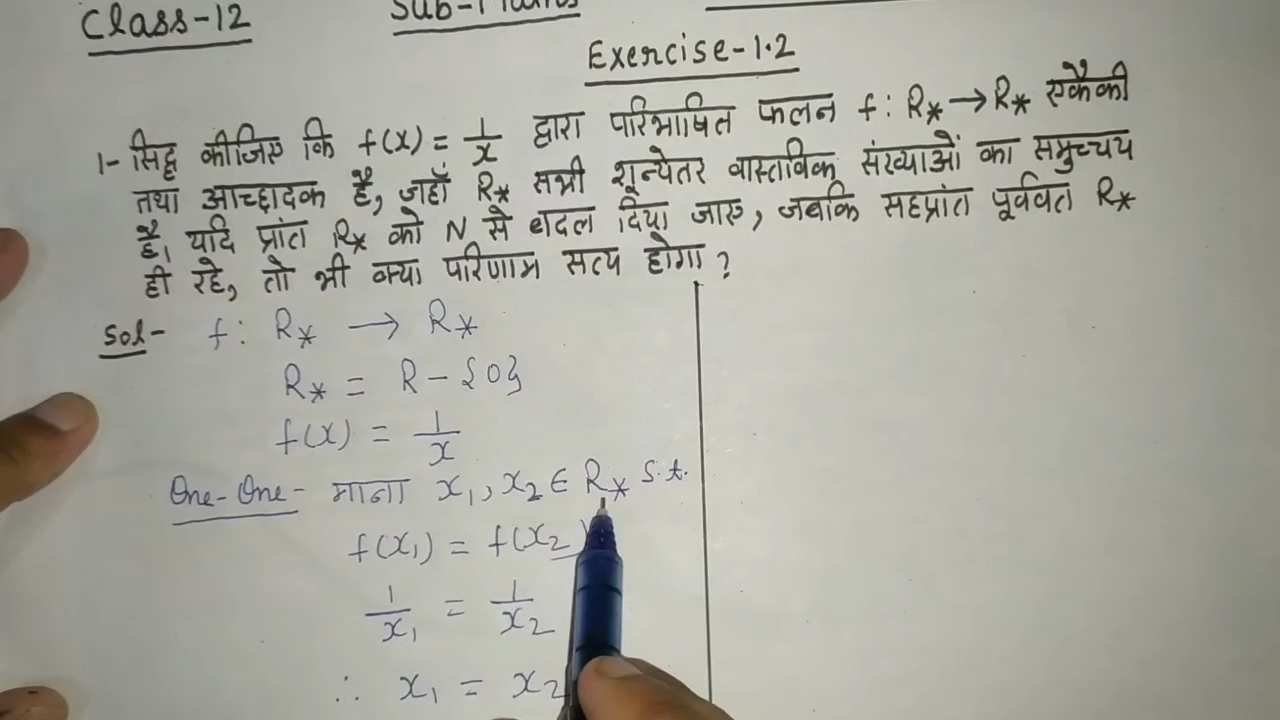 Class-12
Sub-Maths
Exercise-1.2
1- सिद्ध कीजिए कि f(x) = 1/x द्वारा परिभाषित फलन f: R* → R* एकैकी
तथा आच्छादक है, जहाँ R* सभी शून्येतर वास्तविक संख्याओं का समुच्चय
है। यदि प्रांत R* को N से बदल दिया जाए, जबकि सहप्रांत पूर्ववत R*
ही रहे, तो भी क्या परिणाम सत्य होगा ?
Sol- f: R* → R*
R* = R - {0}
f(x) = 1/x
One-One- माना x₁, x₂ ∈ R* s.t.
f(x₁) = f(x₂)
1/x₁ = 1/x₂
∴ x₁ = x₂